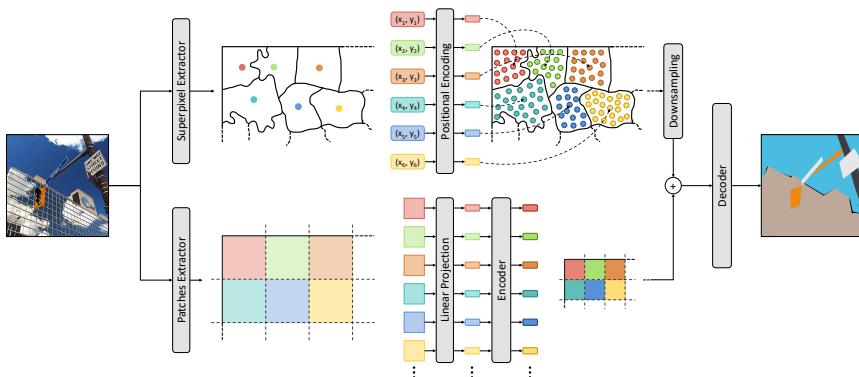 Superpixel Extractor
(x₁, y₁)
(x₂, y₂)
(x₃, y₃)
(x₄, y₄)
(x₅, y₅)
(x₆, y₆)
Positional Encoding
Downsampling
+
Decoder
Patches Extractor
Linear Projection
Encoder